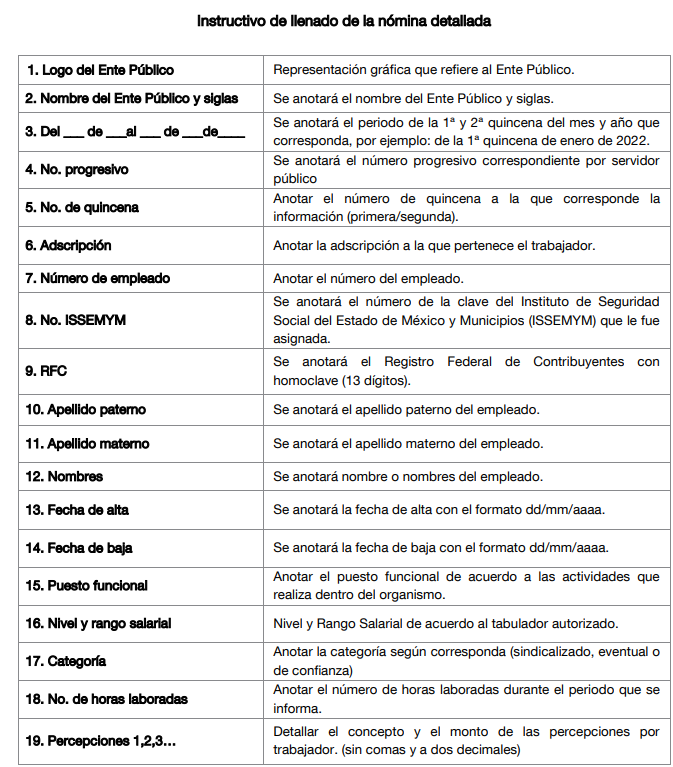 Instructivo de llenado de la nómina detallada
1. Logo del Ente Público
Representación gráfica que refiere al Ente Público.
2. Nombre del Ente Público y siglas
Se anotará el nombre del Ente Público y siglas.
3. Del ___ de ___al ___ de ___de____
Se anotará el periodo de la 1ª y 2ª quincena del mes y año que
corresponda, por ejemplo: de la 1ª quincena de enero de 2022.
4. No. progresivo
Se anotará el número progresivo correspondiente por servidor
público
5. No. de quincena
Anotar el número de quincena a la que corresponde la
información (primera/segunda).
6. Adscripción
Anotar la adscripción a la que pertenece el trabajador.
7. Número de empleado
Anotar el número del empleado.
8. No. ISSEMYM
Se anotará el número de la clave del Instituto de Seguridad
Social del Estado de México y Municipios (ISSEMYM) que le fue
asignada.
9. RFC
Se anotará el Registro Federal de Contribuyentes con
homoclave (13 dígitos).
10. Apellido paterno
Se anotará el apellido paterno del empleado.
11. Apellido materno
Se anotará el apellido materno del empleado.
12. Nombres
Se anotará nombre o nombres del empleado.
13. Fecha de alta
Se anotará la fecha de alta con el formato dd/mm/aaaa.
14. Fecha de baja
Se anotará la fecha de baja con el formato dd/mm/aaaa.
15. Puesto funcional
Anotar el puesto funcional de acuerdo a las actividades que
realiza dentro del organismo.
16. Nivel y rango salarial
Nivel y Rango Salarial de acuerdo al tabulador autorizado.
17. Categoría
Anotar la categoría según corresponda (sindicalizado, eventual o
de confianza)
18. No. de horas laboradas
Anotar el número de horas laboradas durante el periodo que se
informa.
19. Percepciones 1,2,3…
Detallar el concepto y el monto de las percepciones por
trabajador. (sin comas y a dos decimales)